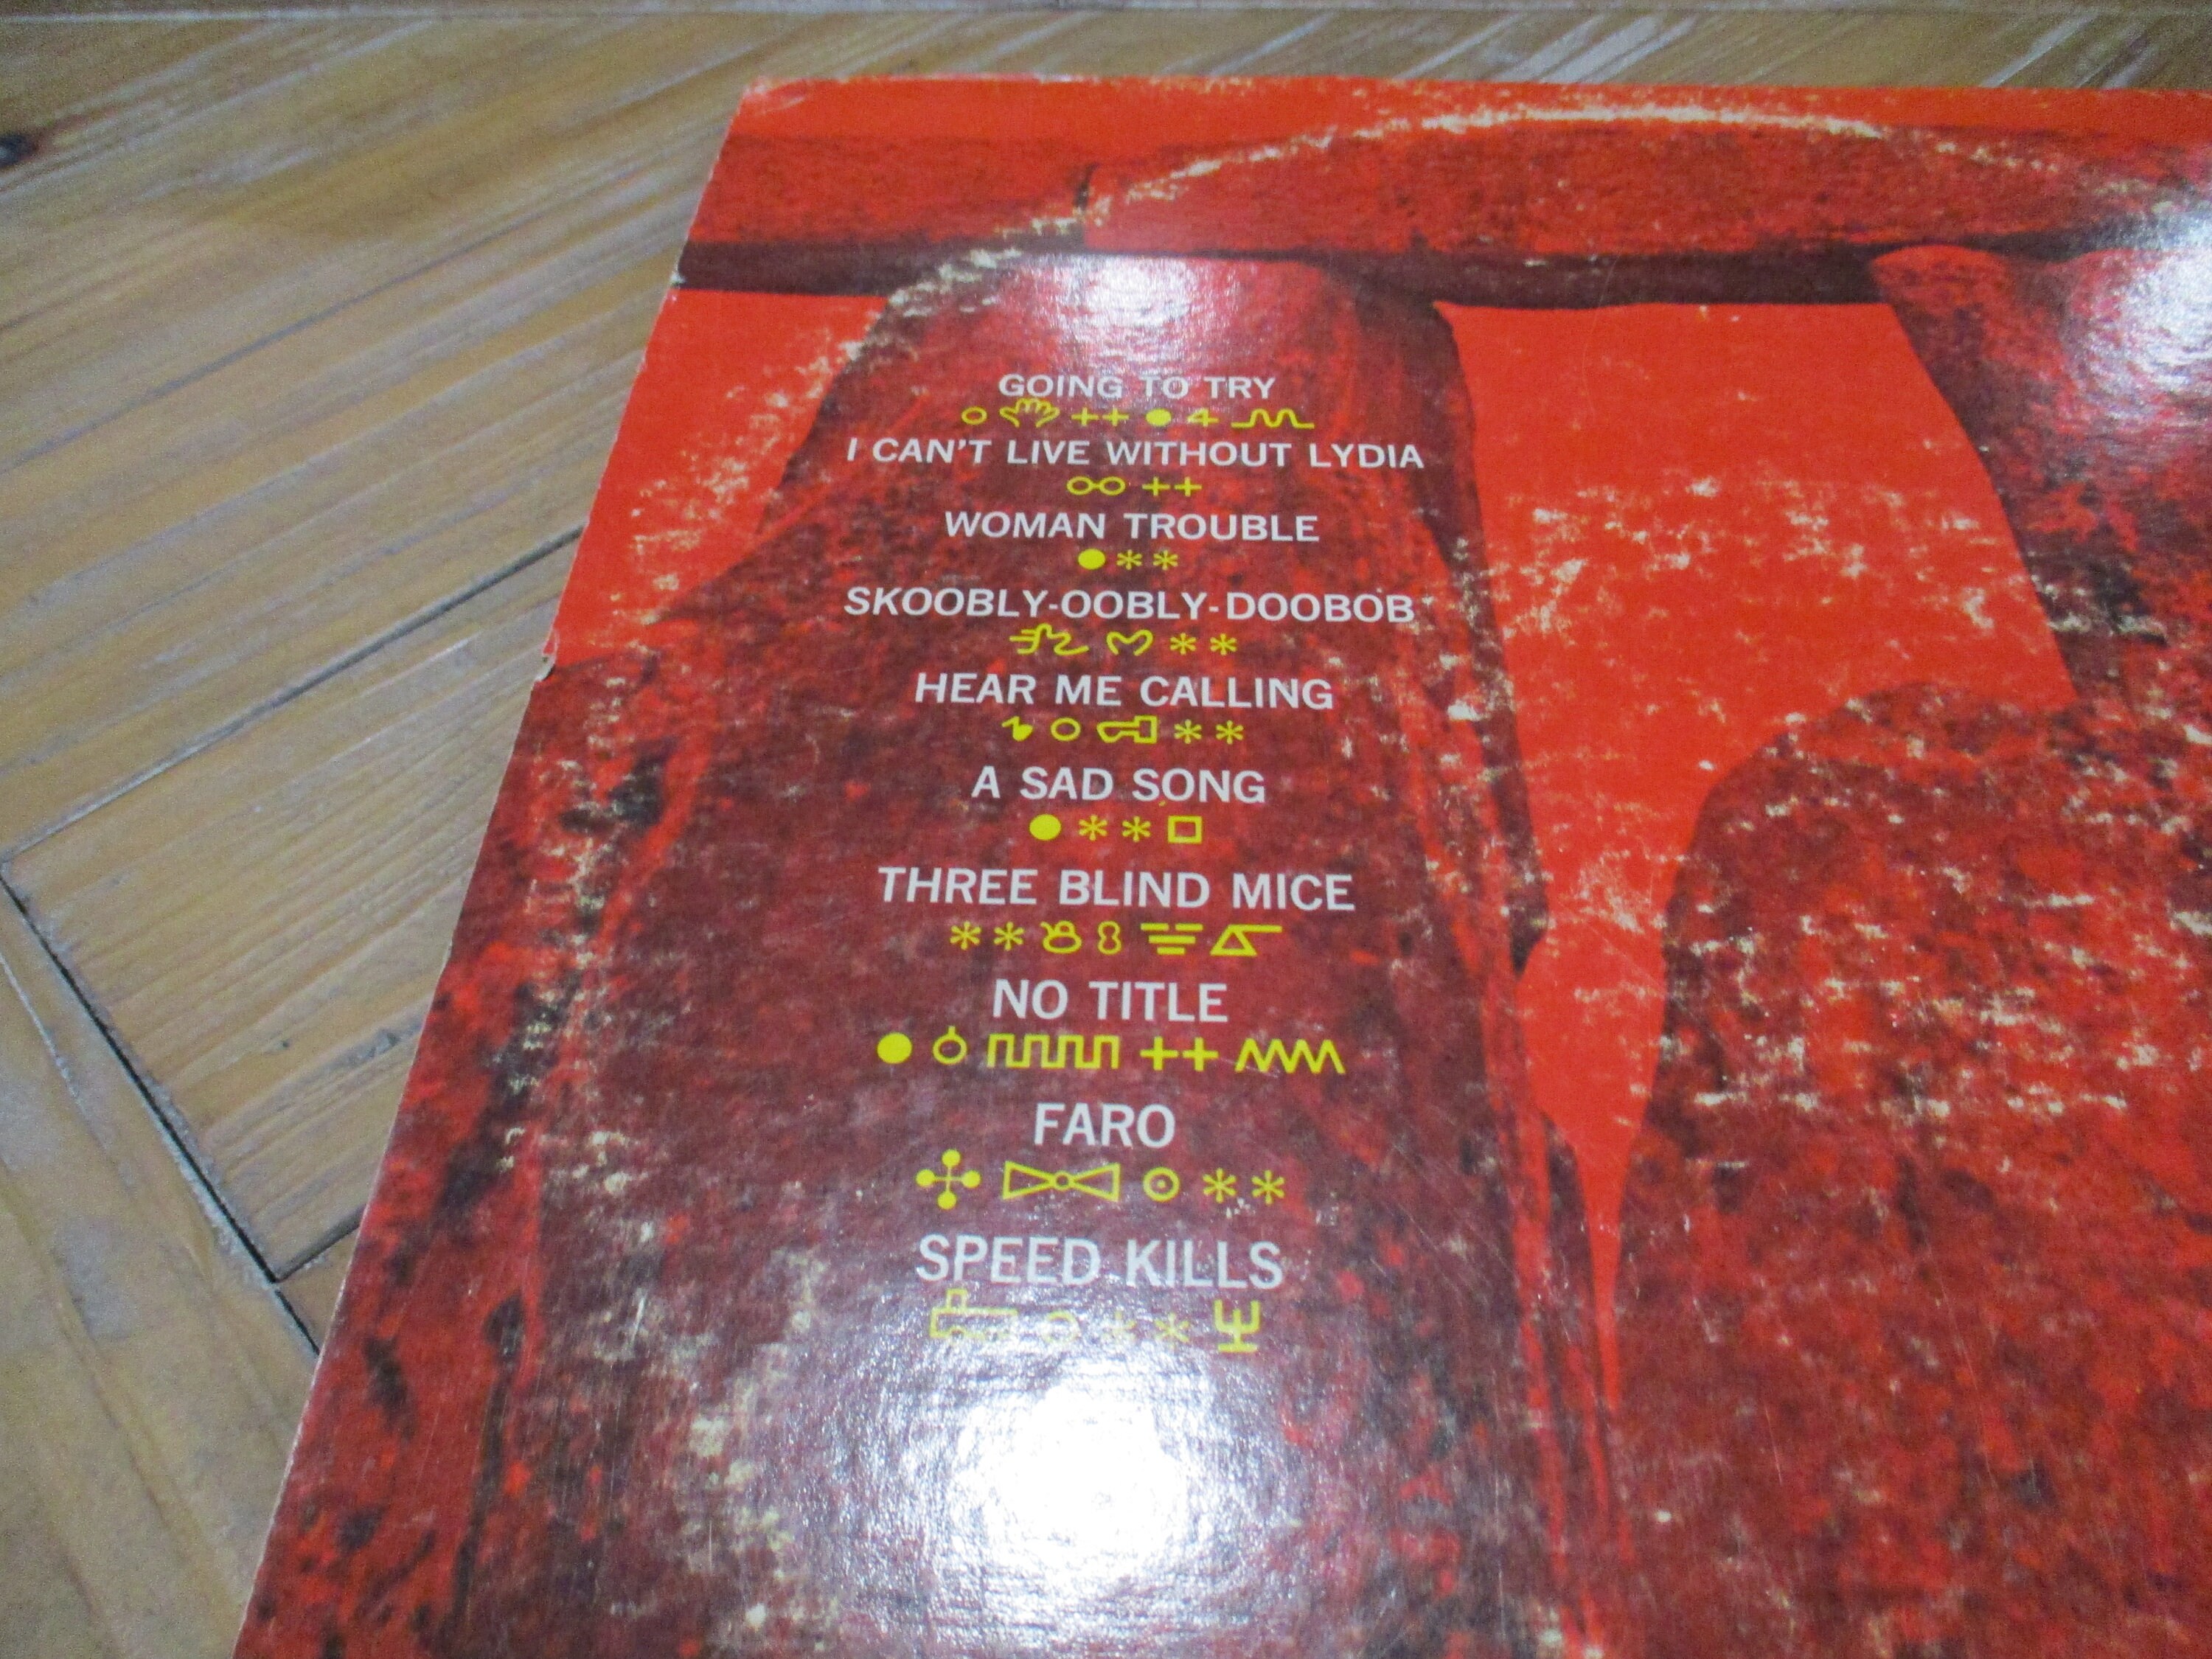 GOING TO TRY
I CAN'T LIVE WITHOUT LYDIA
WOMAN TROUBLE
SKOOBLY-OOBLY-DOOBOB
HEAR ME CALLING
A SAD SONG
THREE BLIND MICE
NO TITLE
FARO
SPEED KILLS